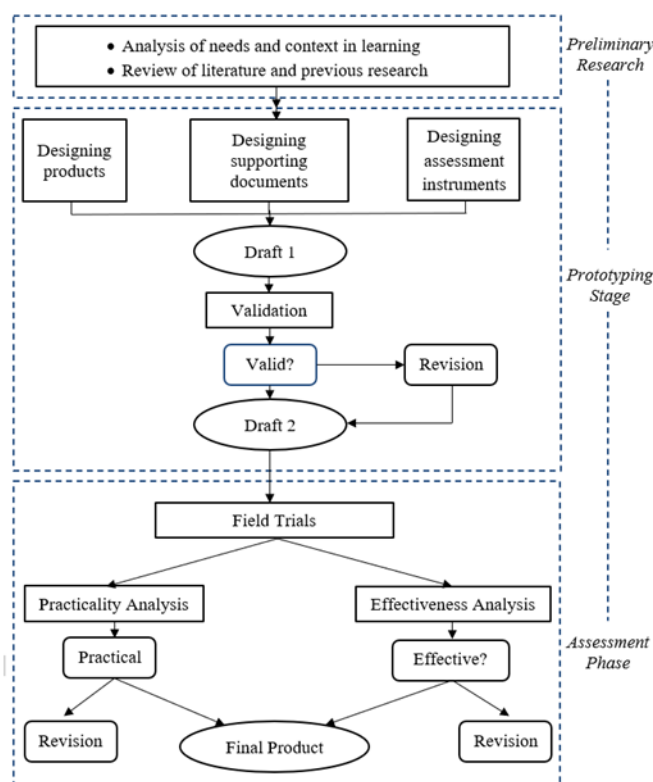 • Analysis of needs and context in learning
• Review of literature and previous research
Preliminary
Research
Designing
products
Designing
supporting
documents
Designing
assessment
instruments
Draft 1
Validation
Valid?
Revision
Draft 2
Prototyping
Stage
Field Trials
Practicality Analysis
Effectiveness Analysis
Practical
Effective?
Assessment
Phase
Revision
Final Product
Revision